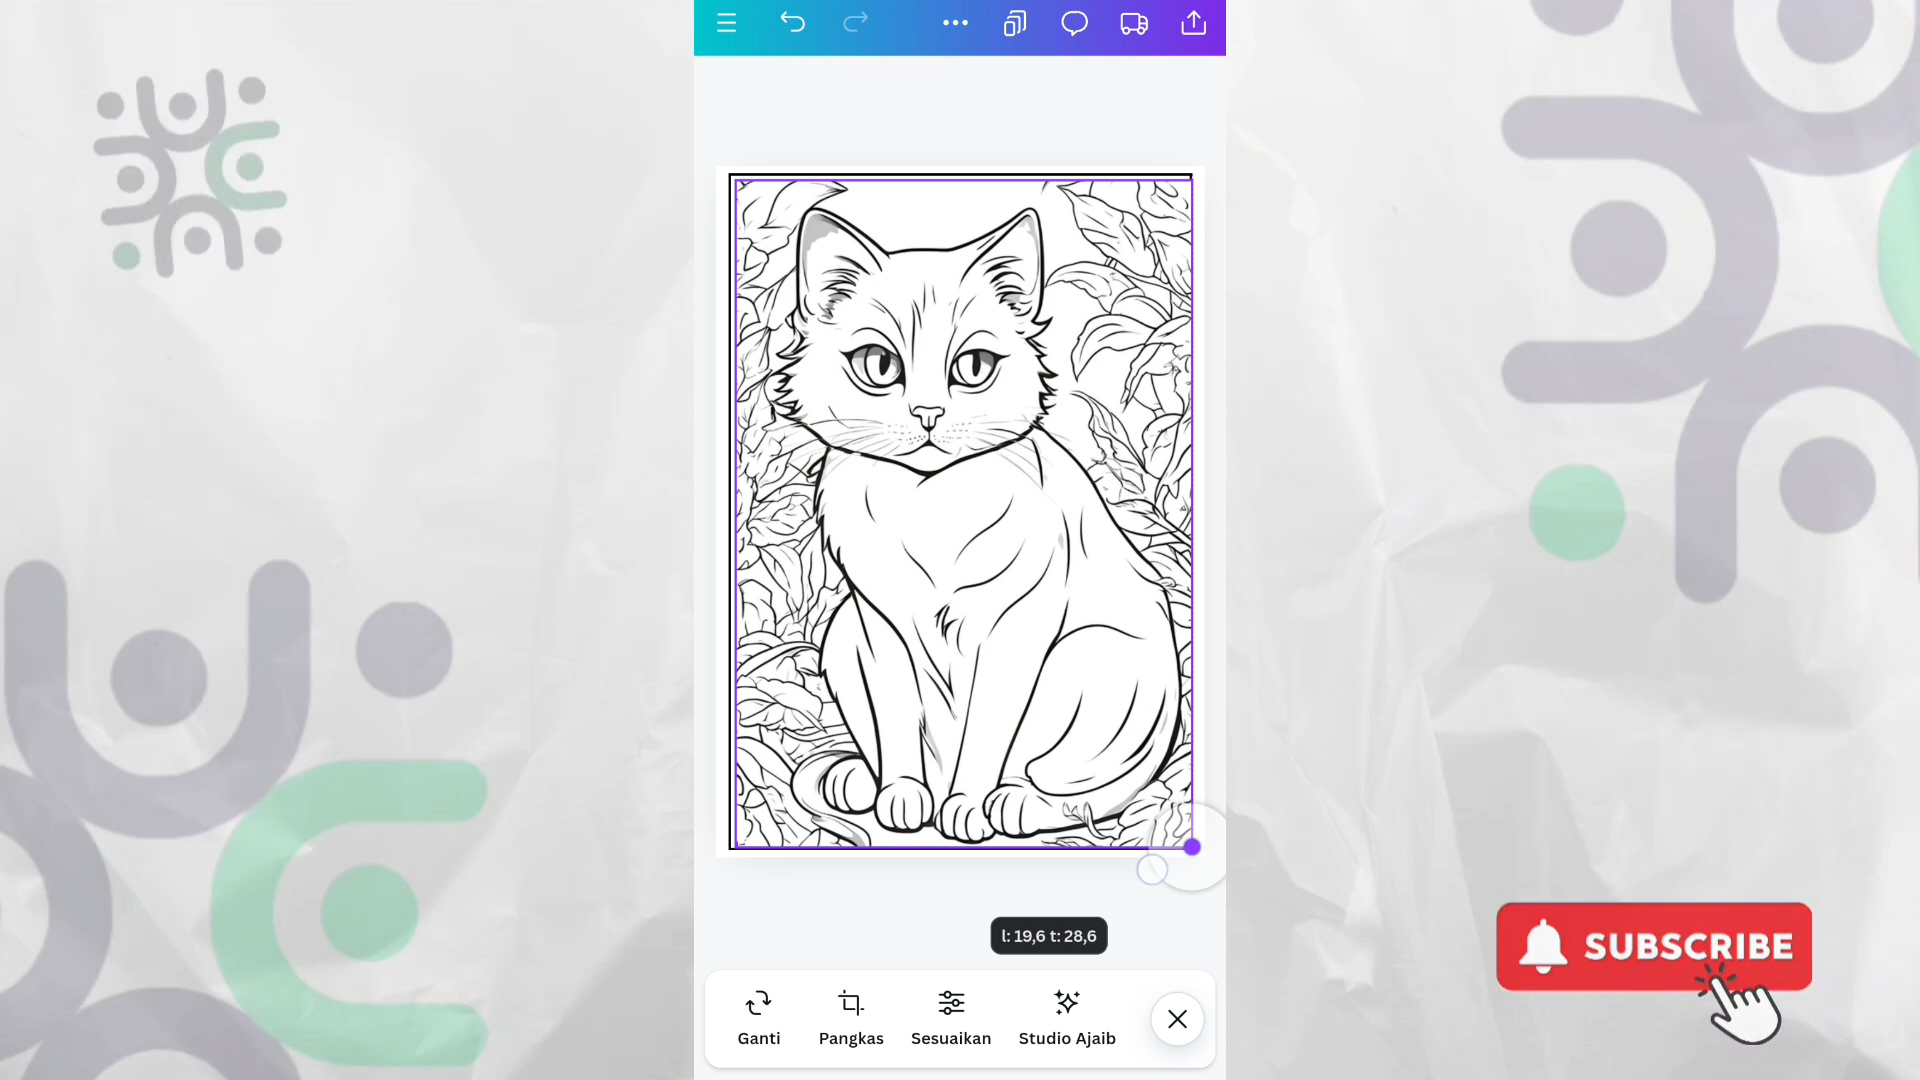 l: 19,6 t: 28,6
Ganti
Pangkas
Sesuaikan
Studio Ajaib
SUBSCRIBE